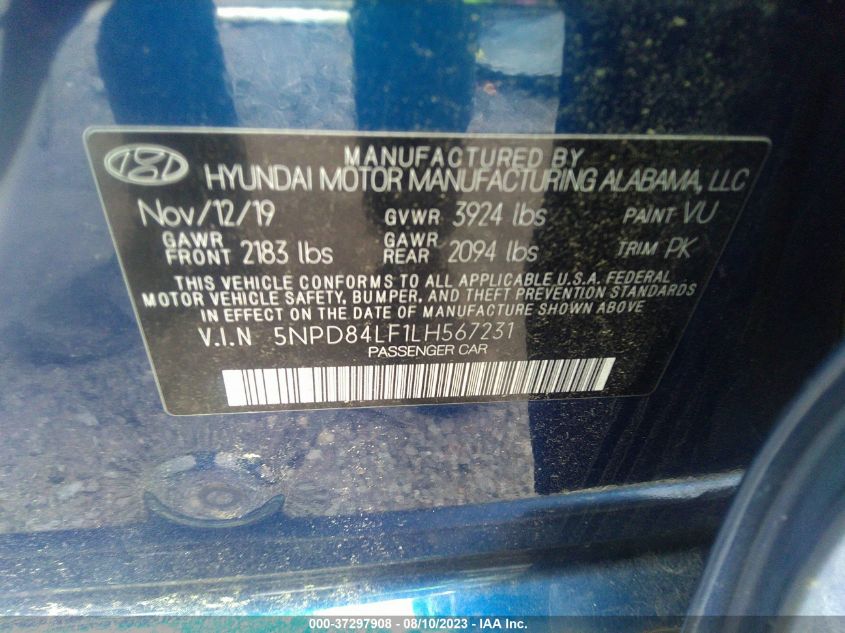 MANUFACTURED BY
HYUNDAI MOTOR MANUFACTURING ALABAMA, LLC
Nov/12/19 GVWR 3924 lbs PAINT VU
GAWR FRONT 2183 lbs GAWR REAR 2094 lbs TRIM PK
THIS VEHICLE CONFORMS TO ALL APPLICABLE U.S.A. FEDERAL
MOTOR VEHICLE SAFETY, BUMPER, AND THEFT PREVENTION STANDARDS
IN EFFECT ON THE DATE OF MANUFACTURE SHOWN ABOVE
V.I.N 5NPD84LF1LH567231
PASSENGER CAR
000-37297908 - 08/10/2023 - IAA Inc.